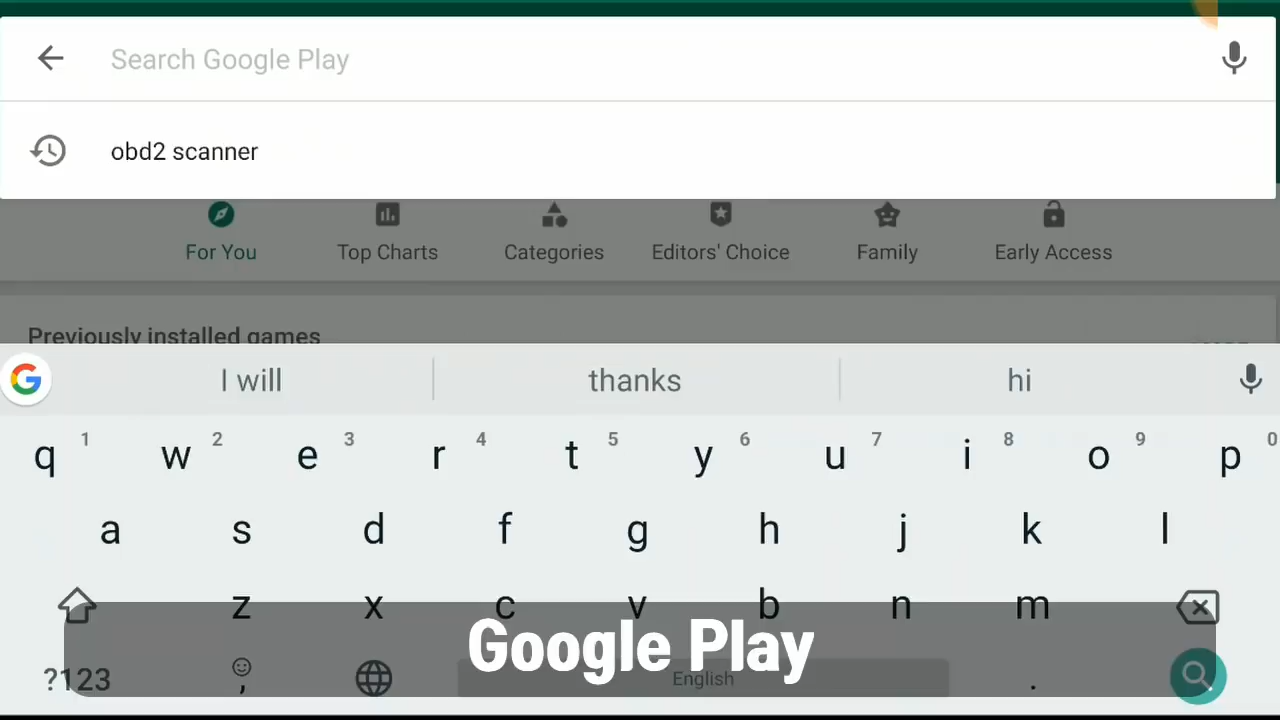 Search Google Play
obd2 scanner
For You Top Charts Categories Editors' Choice Family Early Access
Previously installed games
I will thanks hi
q 1 w 2 e 3 r 4 t 5 y 6 u 7 i 8 o 9 p 0
a s d f g h j k l
z x c v b n m
Google Play
?123 , English .